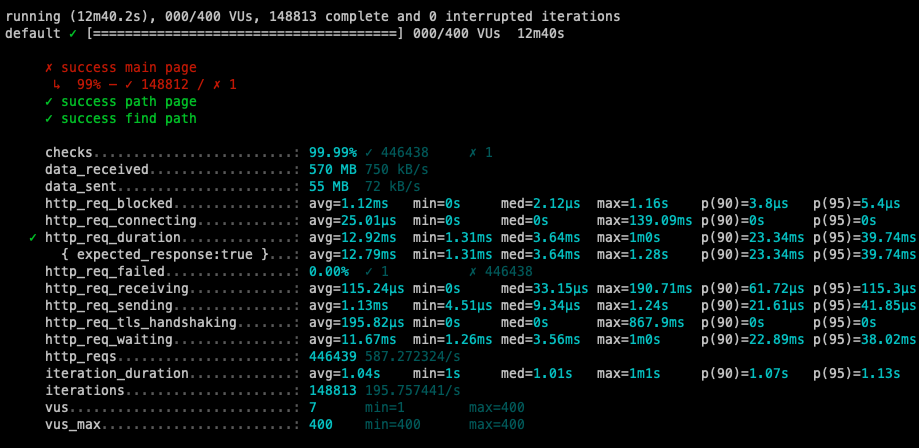 running (12m40.2s), 000/400 VUs, 148813 complete and 0 interrupted iterations
default ✓ [======================================] 000/400 VUs  12m40s
✗ success main page
↳  99% — ✓ 148812 / ✗ 1
✓ success path page
✓ success find path
checks.........................: 99.99% ✓ 446438     ✗ 1
data_received..................: 570 MB 750 kB/s
data_sent......................: 55 MB  72 kB/s
http_req_blocked...............: avg=1.12ms   min=0s     med=2.12µs  max=1.16s    p(90)=3.8µs   p(95)=5.4µs
http_req_connecting............: avg=25.01µs  min=0s     med=0s      max=139.09ms p(90)=0s      p(95)=0s
✓ http_req_duration..............: avg=12.92ms  min=1.31ms med=3.64ms  max=1m0s     p(90)=23.34ms p(95)=39.74ms
{ expected_response:true }...: avg=12.79ms  min=1.31ms med=3.64ms  max=1.28s    p(90)=23.34ms p(95)=39.74ms
http_req_failed................: 0.00%  ✓ 1          ✗ 446438
http_req_receiving.............: avg=115.24µs min=0s     med=33.15µs max=190.71ms p(90)=61.72µs p(95)=115.3µs
http_req_sending...............: avg=1.13ms   min=4.51µs med=9.34µs  max=1.24s    p(90)=21.61µs p(95)=41.85µs
http_req_tls_handshaking.......: avg=195.82µs min=0s     med=0s      max=867.9ms  p(90)=0s      p(95)=0s
http_req_waiting...............: avg=11.67ms  min=1.26ms med=3.56ms  max=1m0s     p(90)=22.89ms p(95)=38.02ms
http_reqs......................: 446439 587.272324/s
iteration_duration.............: avg=1.04s    min=1s     med=1.01s   max=1m1s     p(90)=1.07s   p(95)=1.13s
iterations.....................: 148813 195.757441/s
vus............................: 7      min=1        max=400
vus_max........................: 400    min=400      max=400